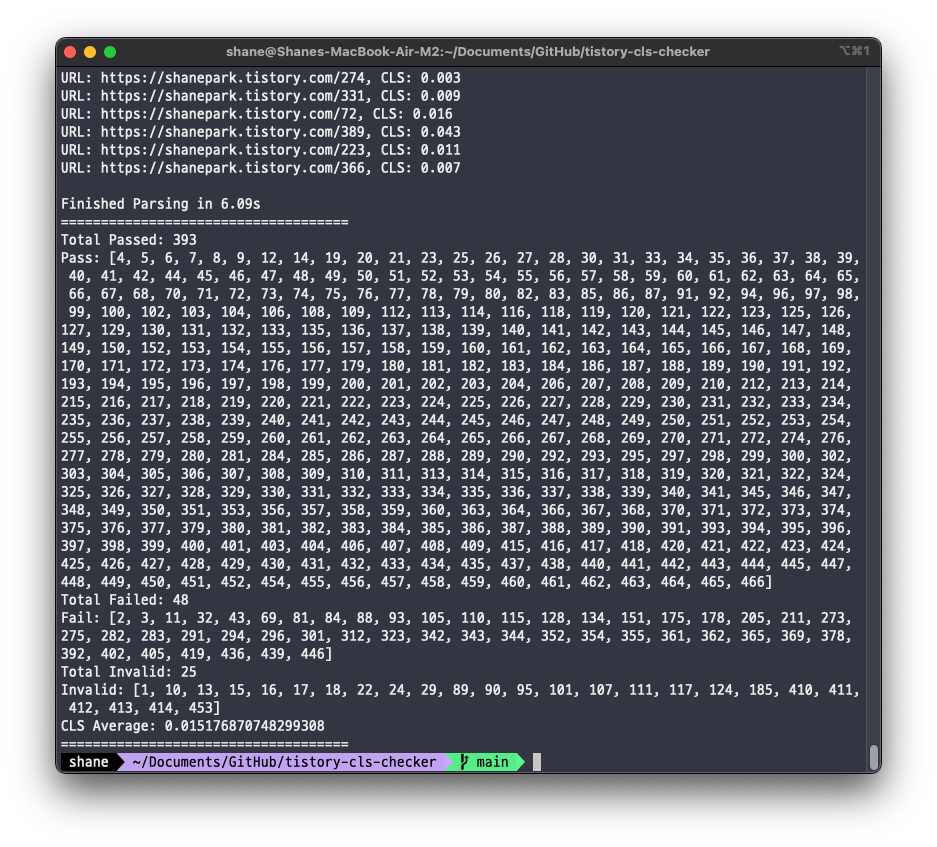 shane@Shanes-MacBook-Air-M2:~/Documents/GitHub/tistory-cls-checker
⌥⌘1
URL: https://shanepark.tistory.com/274, CLS: 0.003
URL: https://shanepark.tistory.com/331, CLS: 0.009
URL: https://shanepark.tistory.com/72, CLS: 0.016
URL: https://shanepark.tistory.com/389, CLS: 0.043
URL: https://shanepark.tistory.com/223, CLS: 0.011
URL: https://shanepark.tistory.com/366, CLS: 0.007
Finished Parsing in 6.09s
====================================
Total Passed: 393
Pass: [4, 5, 6, 7, 8, 9, 12, 14, 19, 20, 21, 23, 25, 26, 27, 28, 30, 31, 33, 34, 35, 36, 37, 38, 39,
40, 41, 42, 44, 45, 46, 47, 48, 49, 50, 51, 52, 53, 54, 55, 56, 57, 58, 59, 60, 61, 62, 63, 64, 65,
66, 67, 68, 70, 71, 72, 73, 74, 75, 76, 77, 78, 79, 80, 82, 83, 85, 86, 87, 91, 92, 94, 96, 97, 98,
99, 100, 102, 103, 104, 106, 108, 109, 112, 113, 114, 116, 118, 119, 120, 121, 122, 123, 125, 126,
127, 129, 130, 131, 132, 133, 135, 136, 137, 138, 139, 140, 141, 142, 143, 144, 145, 146, 147, 148,
149, 150, 152, 153, 154, 155, 156, 157, 158, 159, 160, 161, 162, 163, 164, 165, 166, 167, 168, 169,
170, 171, 172, 173, 174, 176, 177, 179, 180, 181, 182, 183, 184, 186, 187, 188, 189, 190, 191, 192,
193, 194, 195, 196, 197, 198, 199, 200, 201, 202, 203, 204, 206, 207, 208, 209, 210, 212, 213, 214,
215, 216, 217, 218, 219, 220, 221, 222, 223, 224, 225, 226, 227, 228, 229, 230, 231, 232, 233, 234,
235, 236, 237, 238, 239, 240, 241, 242, 243, 244, 245, 246, 247, 248, 249, 250, 251, 252, 253, 254,
255, 256, 257, 258, 259, 260, 261, 262, 263, 264, 265, 266, 267, 268, 269, 270, 271, 272, 274, 276,
277, 278, 279, 280, 281, 284, 285, 286, 287, 288, 289, 290, 292, 293, 295, 297, 298, 299, 300, 302,
303, 304, 305, 306, 307, 308, 309, 310, 311, 313, 314, 315, 316, 317, 318, 319, 320, 321, 322, 324,
325, 326, 327, 328, 329, 330, 331, 332, 333, 334, 335, 336, 337, 338, 339, 340, 341, 345, 346, 347,
348, 349, 350, 351, 353, 356, 357, 358, 359, 360, 363, 364, 366, 367, 368, 370, 371, 372, 373, 374,
375, 376, 377, 379, 380, 381, 382, 383, 384, 385, 386, 387, 388, 389, 390, 391, 393, 394, 395, 396,
397, 398, 399, 400, 401, 403, 404, 406, 407, 408, 409, 415, 416, 417, 418, 420, 421, 422, 423, 424,
425, 426, 427, 428, 429, 430, 431, 432, 433, 434, 435, 437, 438, 440, 441, 442, 443, 444, 445, 447,
448, 449, 450, 451, 452, 454, 455, 456, 457, 458, 459, 460, 461, 462, 463, 464, 465, 466]
Total Failed: 48
Fail: [2, 3, 11, 32, 43, 69, 81, 84, 88, 93, 105, 110, 115, 128, 134, 151, 175, 178, 205, 211, 273,
275, 282, 283, 291, 294, 296, 301, 312, 323, 342, 343, 344, 352, 354, 355, 361, 362, 365, 369, 378,
392, 402, 405, 419, 436, 439, 446]
Total Invalid: 25
Invalid: [1, 10, 13, 15, 16, 17, 18, 22, 24, 29, 89, 90, 95, 101, 107, 111, 117, 124, 185, 410, 411,
412, 413, 414, 453]
CLS Average: 0.015176870748299308
====================================
shane ~/Documents/GitHub/tistory-cls-checker main